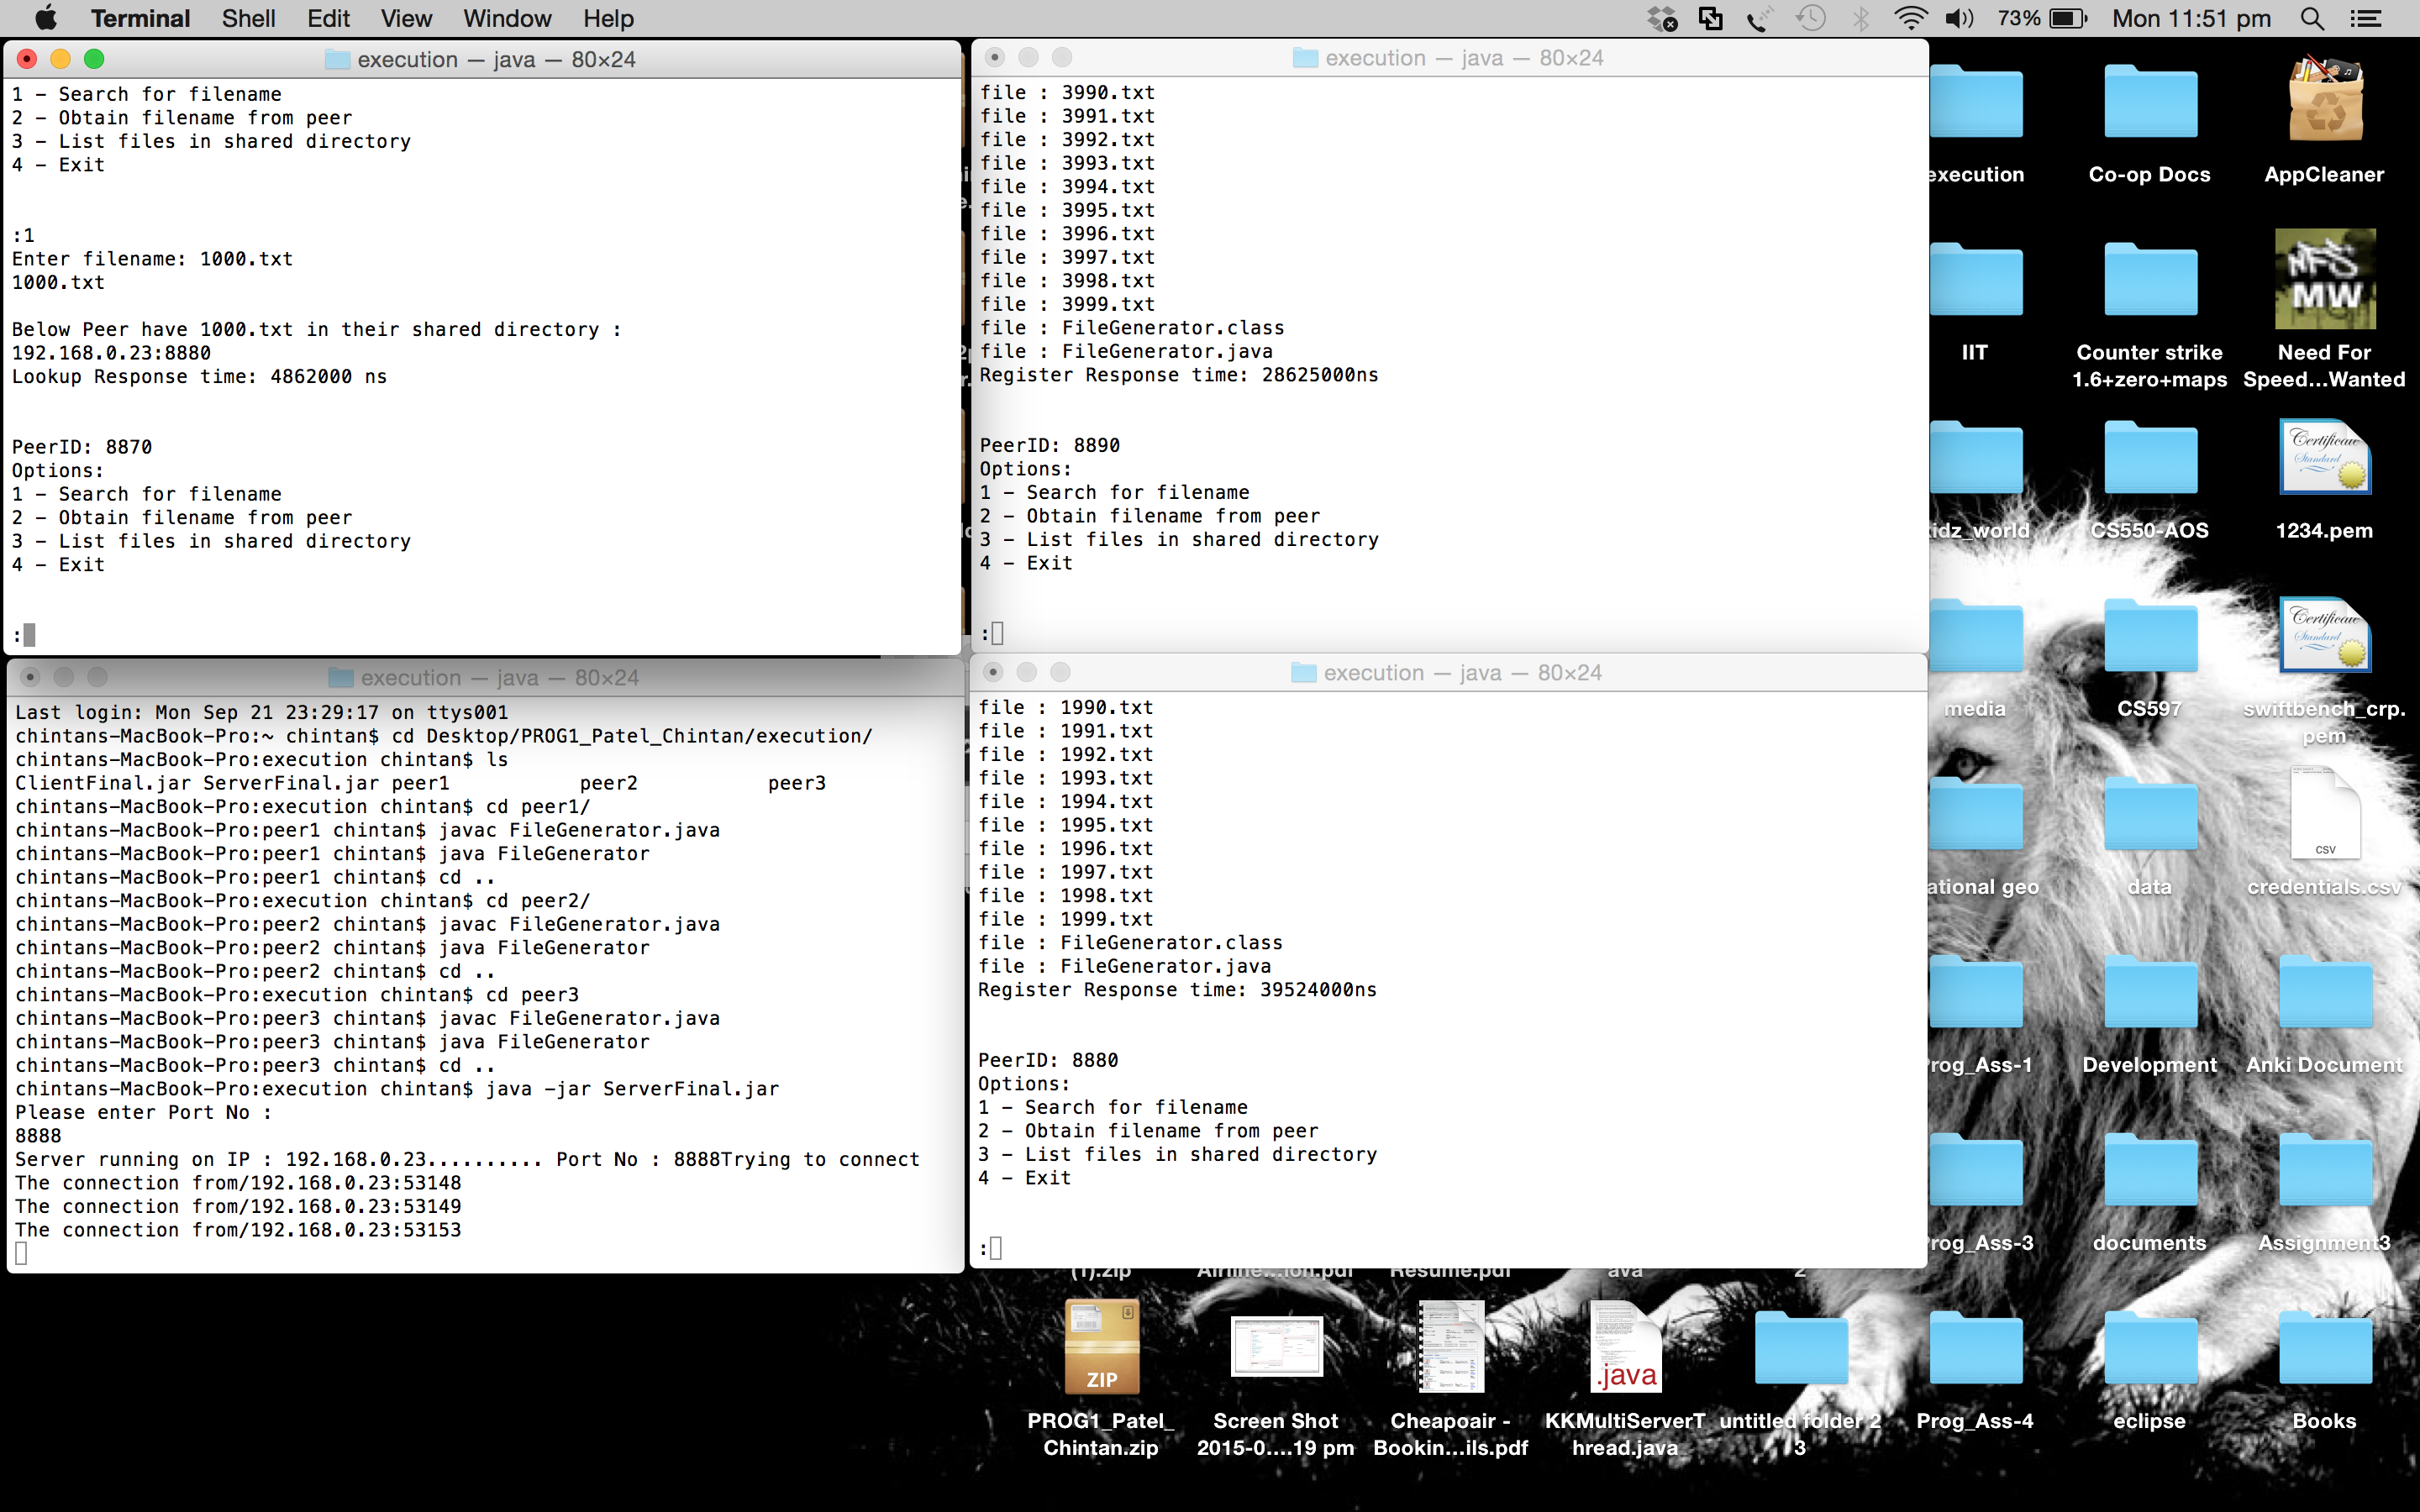 Terminal Shell Edit View Window Help
73% Mon 11:51 pm
execution — java — 80×24
1 – Search for filename
2 – Obtain filename from peer
3 – List files in shared directory
4 – Exit
:1
Enter filename: 1000.txt
1000.txt
Below Peer have 1000.txt in their shared directory :
192.168.0.23:8880
Lookup Response time: 4862000 ns
PeerID: 8870
Options:
1 – Search for filename
2 – Obtain filename from peer
3 – List files in shared directory
4 – Exit
:
execution — java — 80×24
file : 3990.txt
file : 3991.txt
file : 3992.txt
file : 3993.txt
file : 3994.txt
file : 3995.txt
file : 3996.txt
file : 3997.txt
file : 3998.txt
file : 3999.txt
file : FileGenerator.class
file : FileGenerator.java
Register Response time: 28625000ns
PeerID: 8890
Options:
1 – Search for filename
2 – Obtain filename from peer
3 – List files in shared directory
4 – Exit
:
execution — java — 80×24
Last login: Mon Sep 21 23:29:17 on ttys001
chintans-MacBook-Pro:~ chintan$ cd Desktop/PROG1_Patel_Chintan/execution/
chintans-MacBook-Pro:execution chintan$ ls
ClientFinal.jar ServerFinal.jar peer1 peer2 peer3
chintans-MacBook-Pro:execution chintan$ cd peer1/
chintans-MacBook-Pro:peer1 chintan$ javac FileGenerator.java
chintans-MacBook-Pro:peer1 chintan$ java FileGenerator
chintans-MacBook-Pro:peer1 chintan$ cd ..
chintans-MacBook-Pro:execution chintan$ cd peer2/
chintans-MacBook-Pro:peer2 chintan$ javac FileGenerator.java
chintans-MacBook-Pro:peer2 chintan$ java FileGenerator
chintans-MacBook-Pro:peer2 chintan$ cd ..
chintans-MacBook-Pro:execution chintan$ cd peer3
chintans-MacBook-Pro:peer3 chintan$ javac FileGenerator.java
chintans-MacBook-Pro:peer3 chintan$ java FileGenerator
chintans-MacBook-Pro:peer3 chintan$ cd ..
chintans-MacBook-Pro:execution chintan$ java –jar ServerFinal.jar
Please enter Port No :
8888
Server running on IP : 192.168.0.23.......... Port No : 8888Trying to connect
The connection from/192.168.0.23:53148
The connection from/192.168.0.23:53149
The connection from/192.168.0.23:53153
execution — java — 80×24
file : 1990.txt
file : 1991.txt
file : 1992.txt
file : 1993.txt
file : 1994.txt
file : 1995.txt
file : 1996.txt
file : 1997.txt
file : 1998.txt
file : 1999.txt
file : FileGenerator.class
file : FileGenerator.java
Register Response time: 39524000ns
PeerID: 8880
Options:
1 – Search for filename
2 – Obtain filename from peer
3 – List files in shared directory
4 – Exit
:
execution Co-op Docs AppCleaner
NFS
MW
IIT Counter strike Need For
1.6+zero+maps Speed...Wanted
Certificate
Standard
idz_world CS550-AOS 1234.pem
Certificate
Standard
media CS597 swiftbench_crp.
pem
CSV
ational geo data credentials.csv
rog_Ass-1 Development Anki Document
rog_Ass-3 documents Assignment3
(1).zip Airline...ion.pdf Resume.pdf ava 2
ZIP .java
PROG1_Patel_ Screen Shot Cheapoair - KKMultiServerT untitled folder 2 Prog_Ass-4 eclipse Books
Chintan.zip 2015-0....19 pm Bookin...ils.pdf hread.java 3